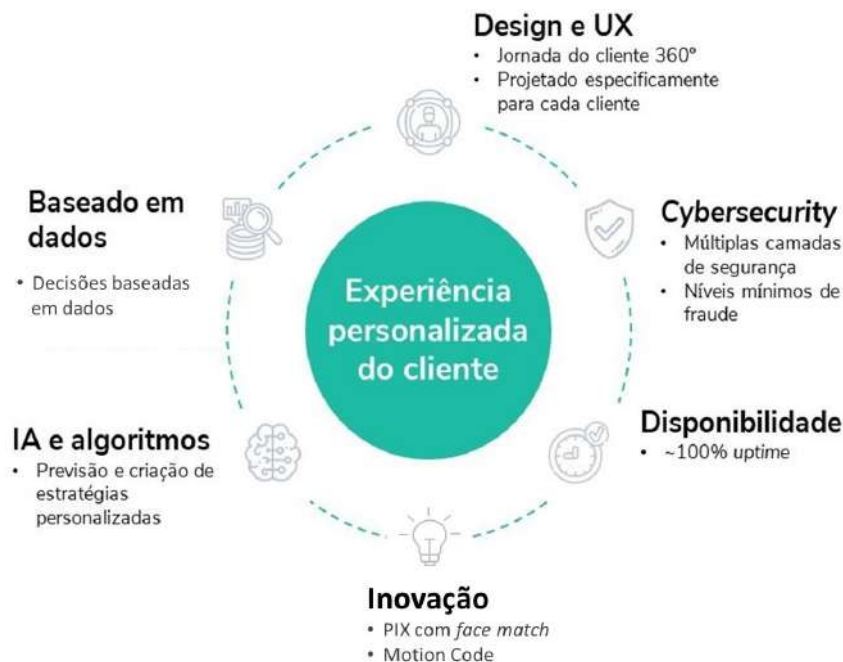 Design e UX
• Jornada do cliente 360°
• Projetado especificamente
para cada cliente
Cybersecurity
• Múltiplas camadas
de segurança
• Níveis mínimos de
fraude
Disponibilidade
• ~100% uptime
Inovação
• PIX com face match
• Motion Code
IA e algoritmos
• Previsão e criação de
estratégias
personalizadas
Baseado em
dados
• Decisões baseadas
em dados
Experiência
personalizada
do cliente